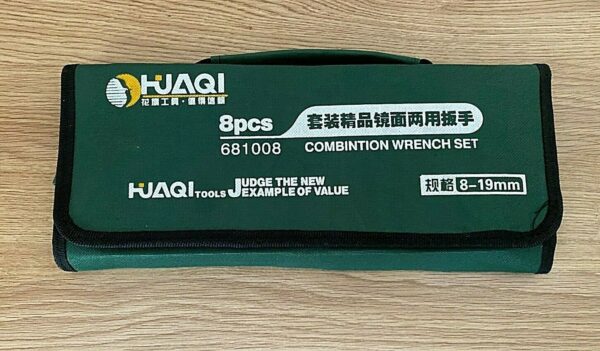 HUAQI
花旗工具·值得信赖
8pcs 套装精品镜面两用扳手
681008 COMBINTION WRENCH SET
HUAQI TOOLS JUDGE THE NEW
EXAMPLE OF VALUE
规格 8-19mm